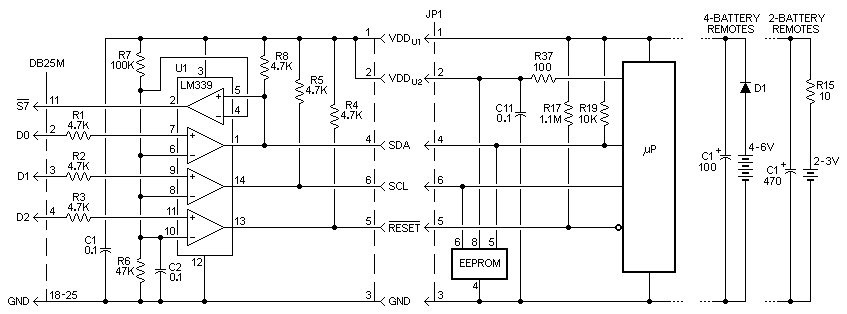 JP1
4-BATTERY
REMOTES
2-BATTERY
REMOTES
DB25M
R7
100K
U1
3
LM339
R8
4.7K
R5
4.7K
R4
4.7K
1 VDD U1 1
2 VDD U2 2
R37
100
C11
0.1
R17
1.1M
R19
10K
µP
D1
R15
10
S7 11
2
5
4
D0 2
R1
4.7K
7
6
1
4 SDA 4
C1
100
+
4-6V
C1
470
+
2-3V
D1 3
R2
4.7K
9
8
14
6 SCL 6
D2 4
R3
4.7K
11
10
13
5 RESET 5
C1
0.1
R6
47K
C2
0.1
12
6 8 5
EEPROM
4
GND 18-25
3 GND 3